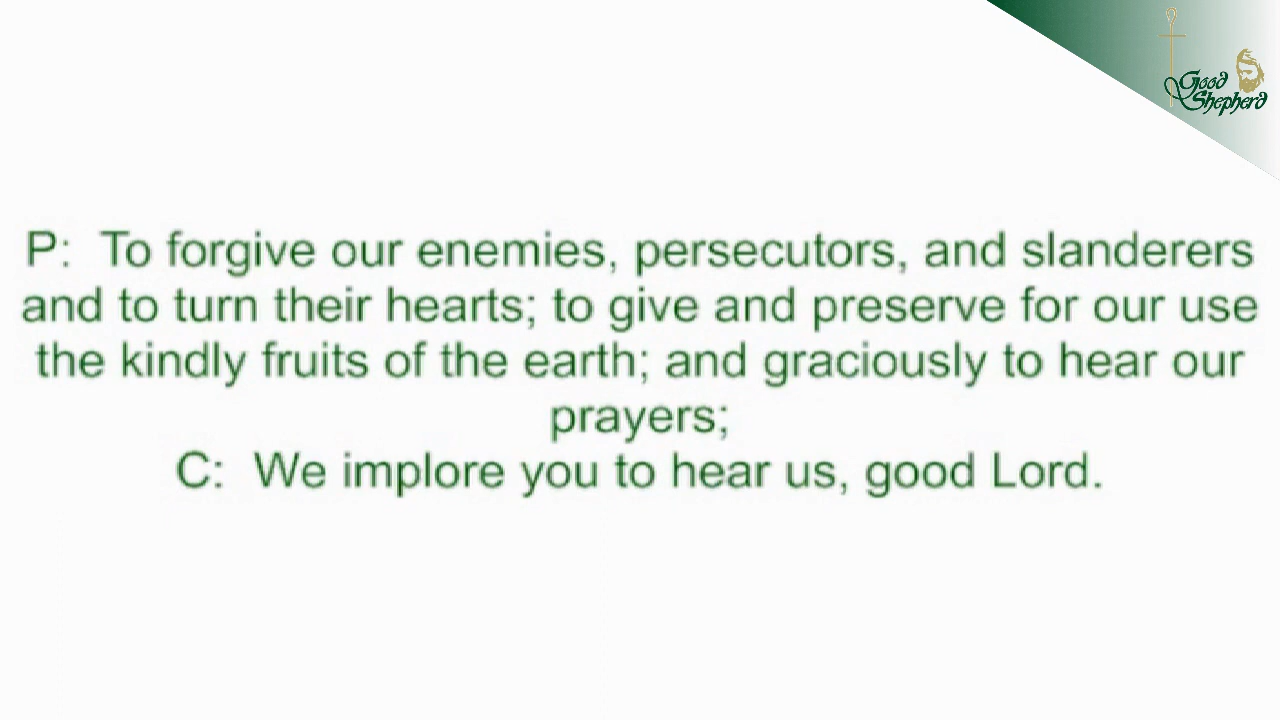 Good
Shepherd
P: To forgive our enemies, persecutors, and slanderers
and to turn their hearts; to give and preserve for our use
the kindly fruits of the earth; and graciously to hear our
prayers;
C: We implore you to hear us, good Lord.